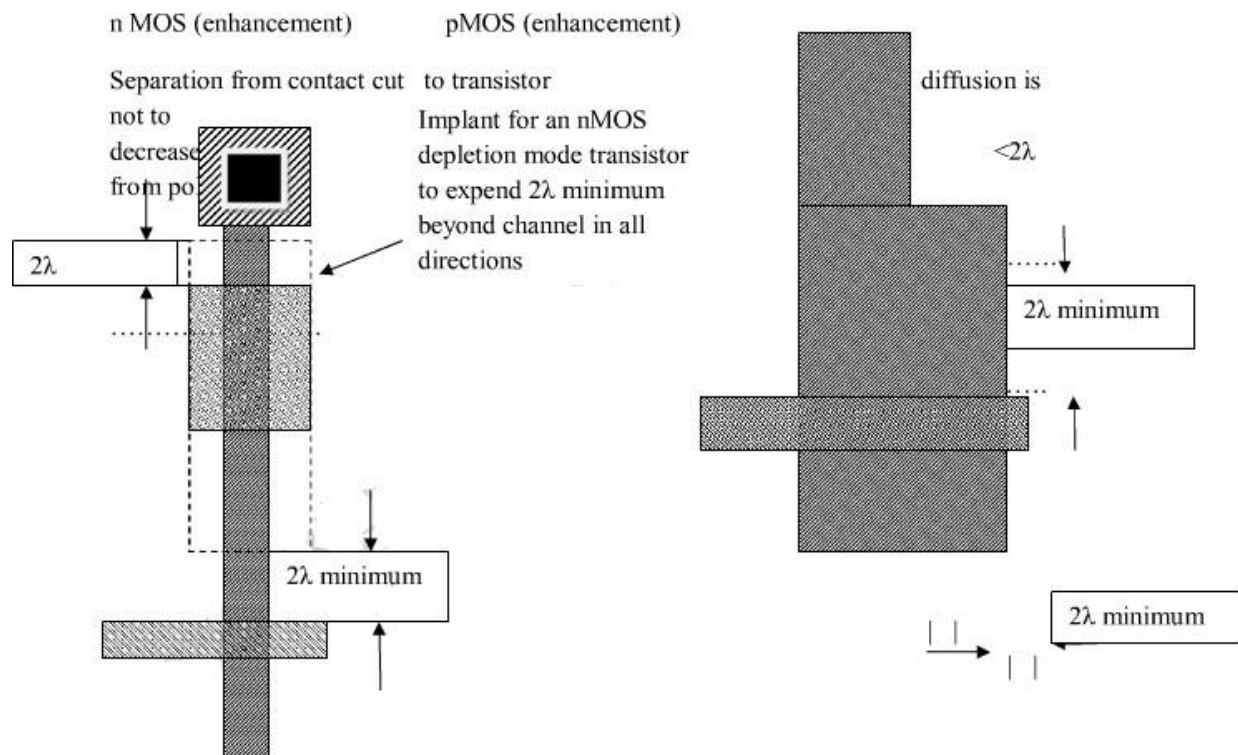 n MOS (enhancement) pMOS (enhancement)
Separation from contact cut to transistor
not to
decrease
from po
Implant for an nMOS
depletion mode transistor
to expend 2λ minimum
beyond channel in all
directions
2λ
2λ minimum
diffusion is
<2λ
2λ minimum
2λ minimum